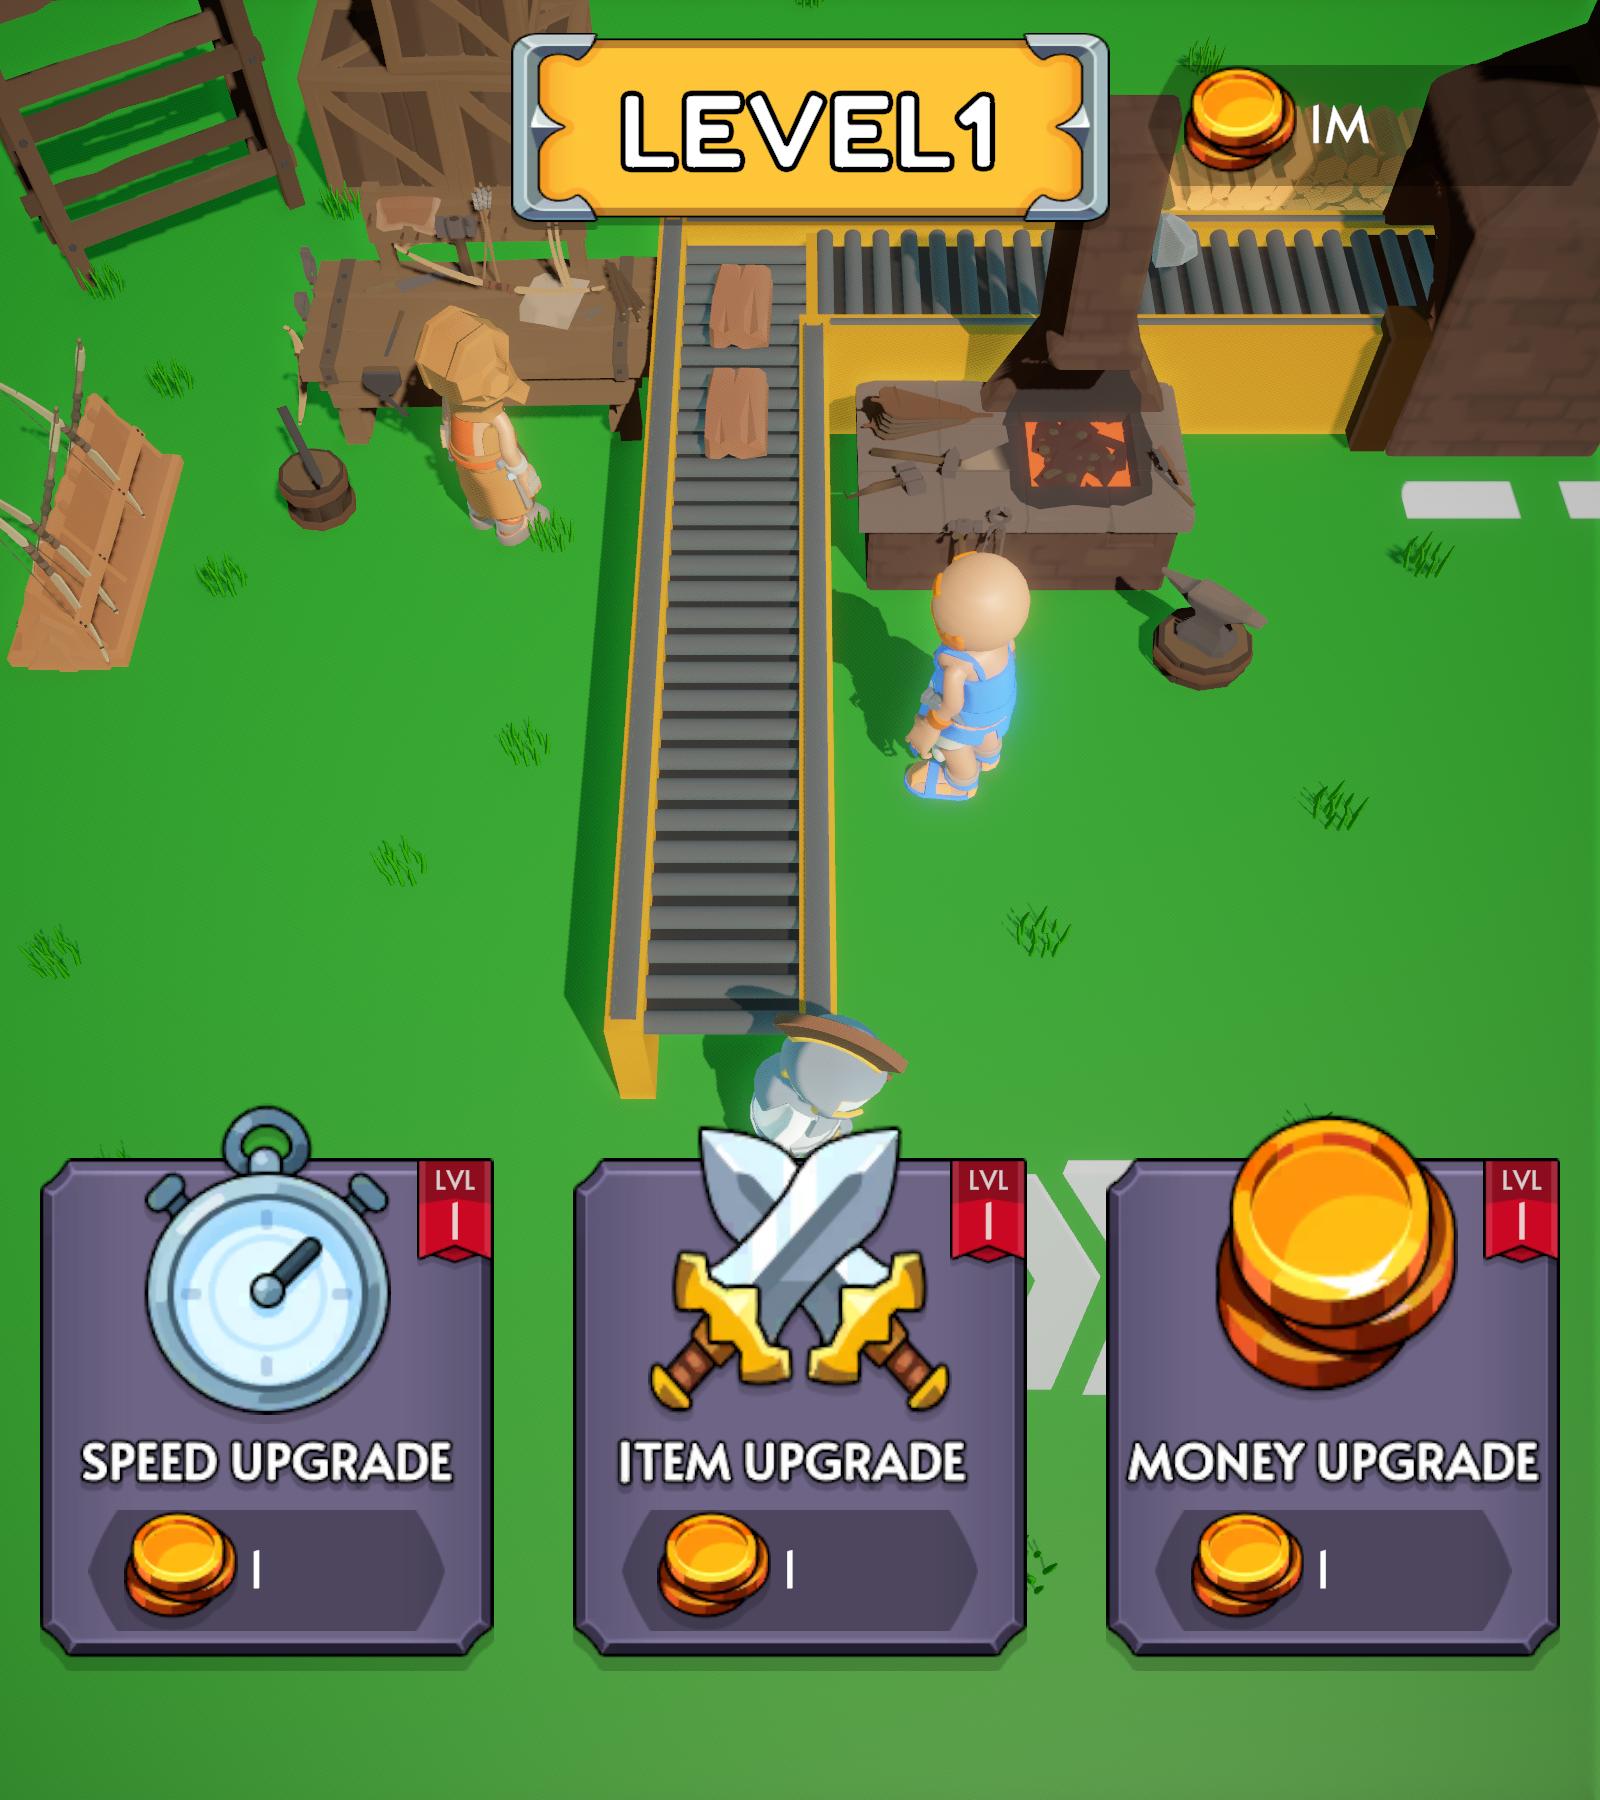 LEVEL1
1M
LVL
1
LVL
1
LVL
1
SPEED UPGRADE
ITEM UPGRADE
MONEY UPGRADE
1
1
1